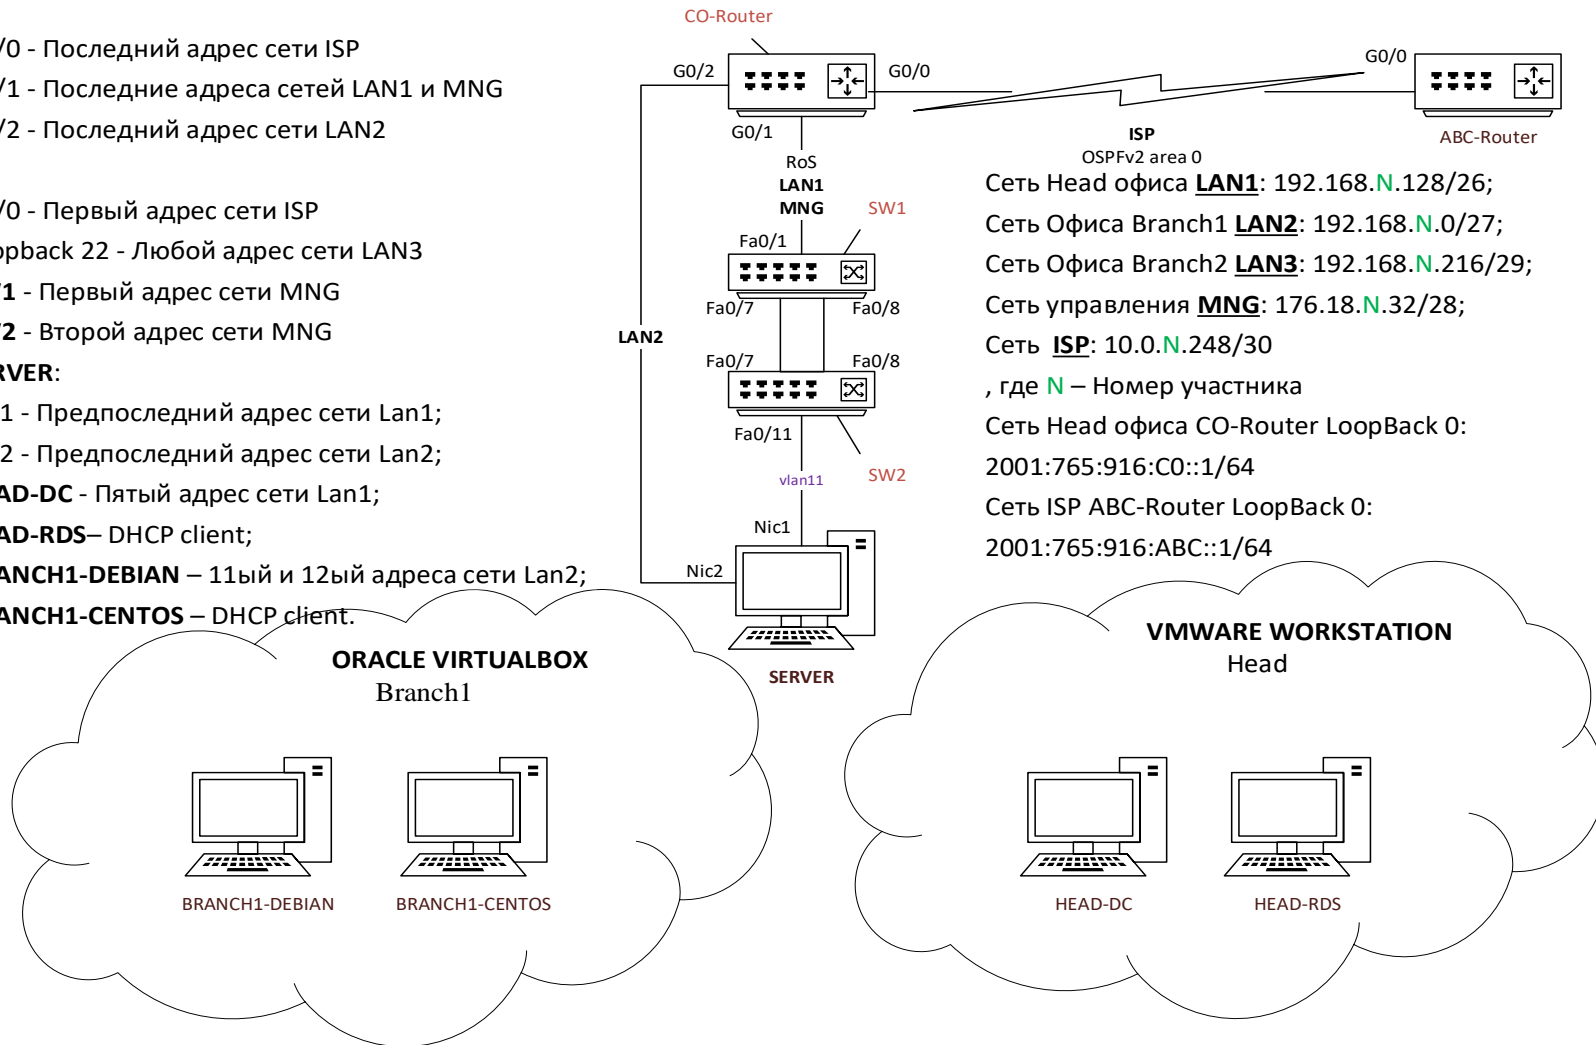 /0 - Последний адрес сети ISP
/1 - Последние адреса сетей LAN1 и MNG
/2 - Последний адрес сети LAN2
/0 - Первый адрес сети ISP
opback 22 - Любой адрес сети LAN3
1 - Первый адрес сети MNG
2 - Второй адрес сети MNG
RVER:
1 - Предпоследний адрес сети Lan1;
2 - Предпоследний адрес сети Lan2;
AD-DC - Пятый адрес сети Lan1;
AD-RDS– DHCP client;
ANCH1-DEBIAN – 11ый и 12ый адреса сети Lan2;
ANCH1-CENTOS – DHCP client.
CO-Router
G0/2
G0/0
G0/0
G0/1
ABC-Router
ISP
OSPFv2 area 0
RoS
LAN1
MNG
SW1
Fa0/1
Fa0/7
Fa0/8
LAN2
Fa0/7
Fa0/8
Fa0/11
SW2
vlan11
Nic1
Nic2
SERVER
Сеть Head офиса LAN1: 192.168.N.128/26;
Сеть Офиса Branch1 LAN2: 192.168.N.0/27;
Сеть Офиса Branch2 LAN3: 192.168.N.216/29;
Сеть управления MNG: 176.18.N.32/28;
Сеть ISP: 10.0.N.248/30
, где N – Номер участника
Сеть Head офиса CO-Router LoopBack 0:
2001:765:916:C0::1/64
Сеть ISP ABC-Router LoopBack 0:
2001:765:916:ABC::1/64
ORACLE VIRTUALBOX
Branch1
BRANCH1-DEBIAN
BRANCH1-CENTOS
VMWARE WORKSTATION
Head
HEAD-DC
HEAD-RDS